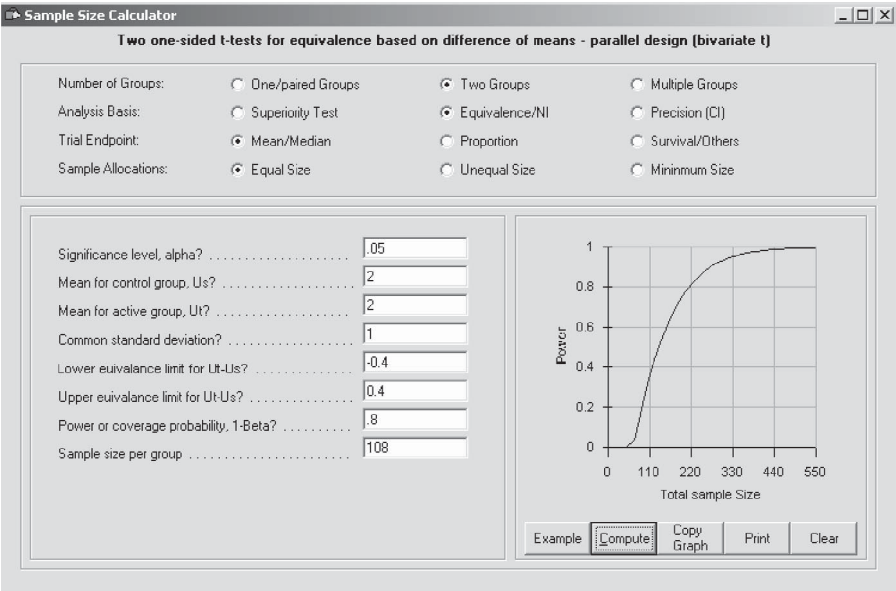 Sample Size Calculator
Two one-sided t-tests for equivalence based on difference of means - parallel design (bivariate t)
Number of Groups: One/paired Groups Two Groups Multiple Groups
Analysis Basis: Superiority Test Equivalence/NI Precision (CI)
Trial Endpoint: Mean/Median Proportion Survival/Others
Sample Allocations: Equal Size Unequal Size Mininmum Size
Significance level, alpha? .05
Mean for control group, Us? 2
Mean for active group, Ut? 2
Common standard deviation? 1
Lower euivalance limit for Ut-Us? -0.4
Upper euivalance limit for Ut-Us? 0.4
Power or coverage probability, 1-Beta? .8
Sample size per group 108
1
0.8
0.6
0.4
0.2
0
Power
0 110 220 330 440 550
Total sample Size
Example Compute Copy Graph Print Clear